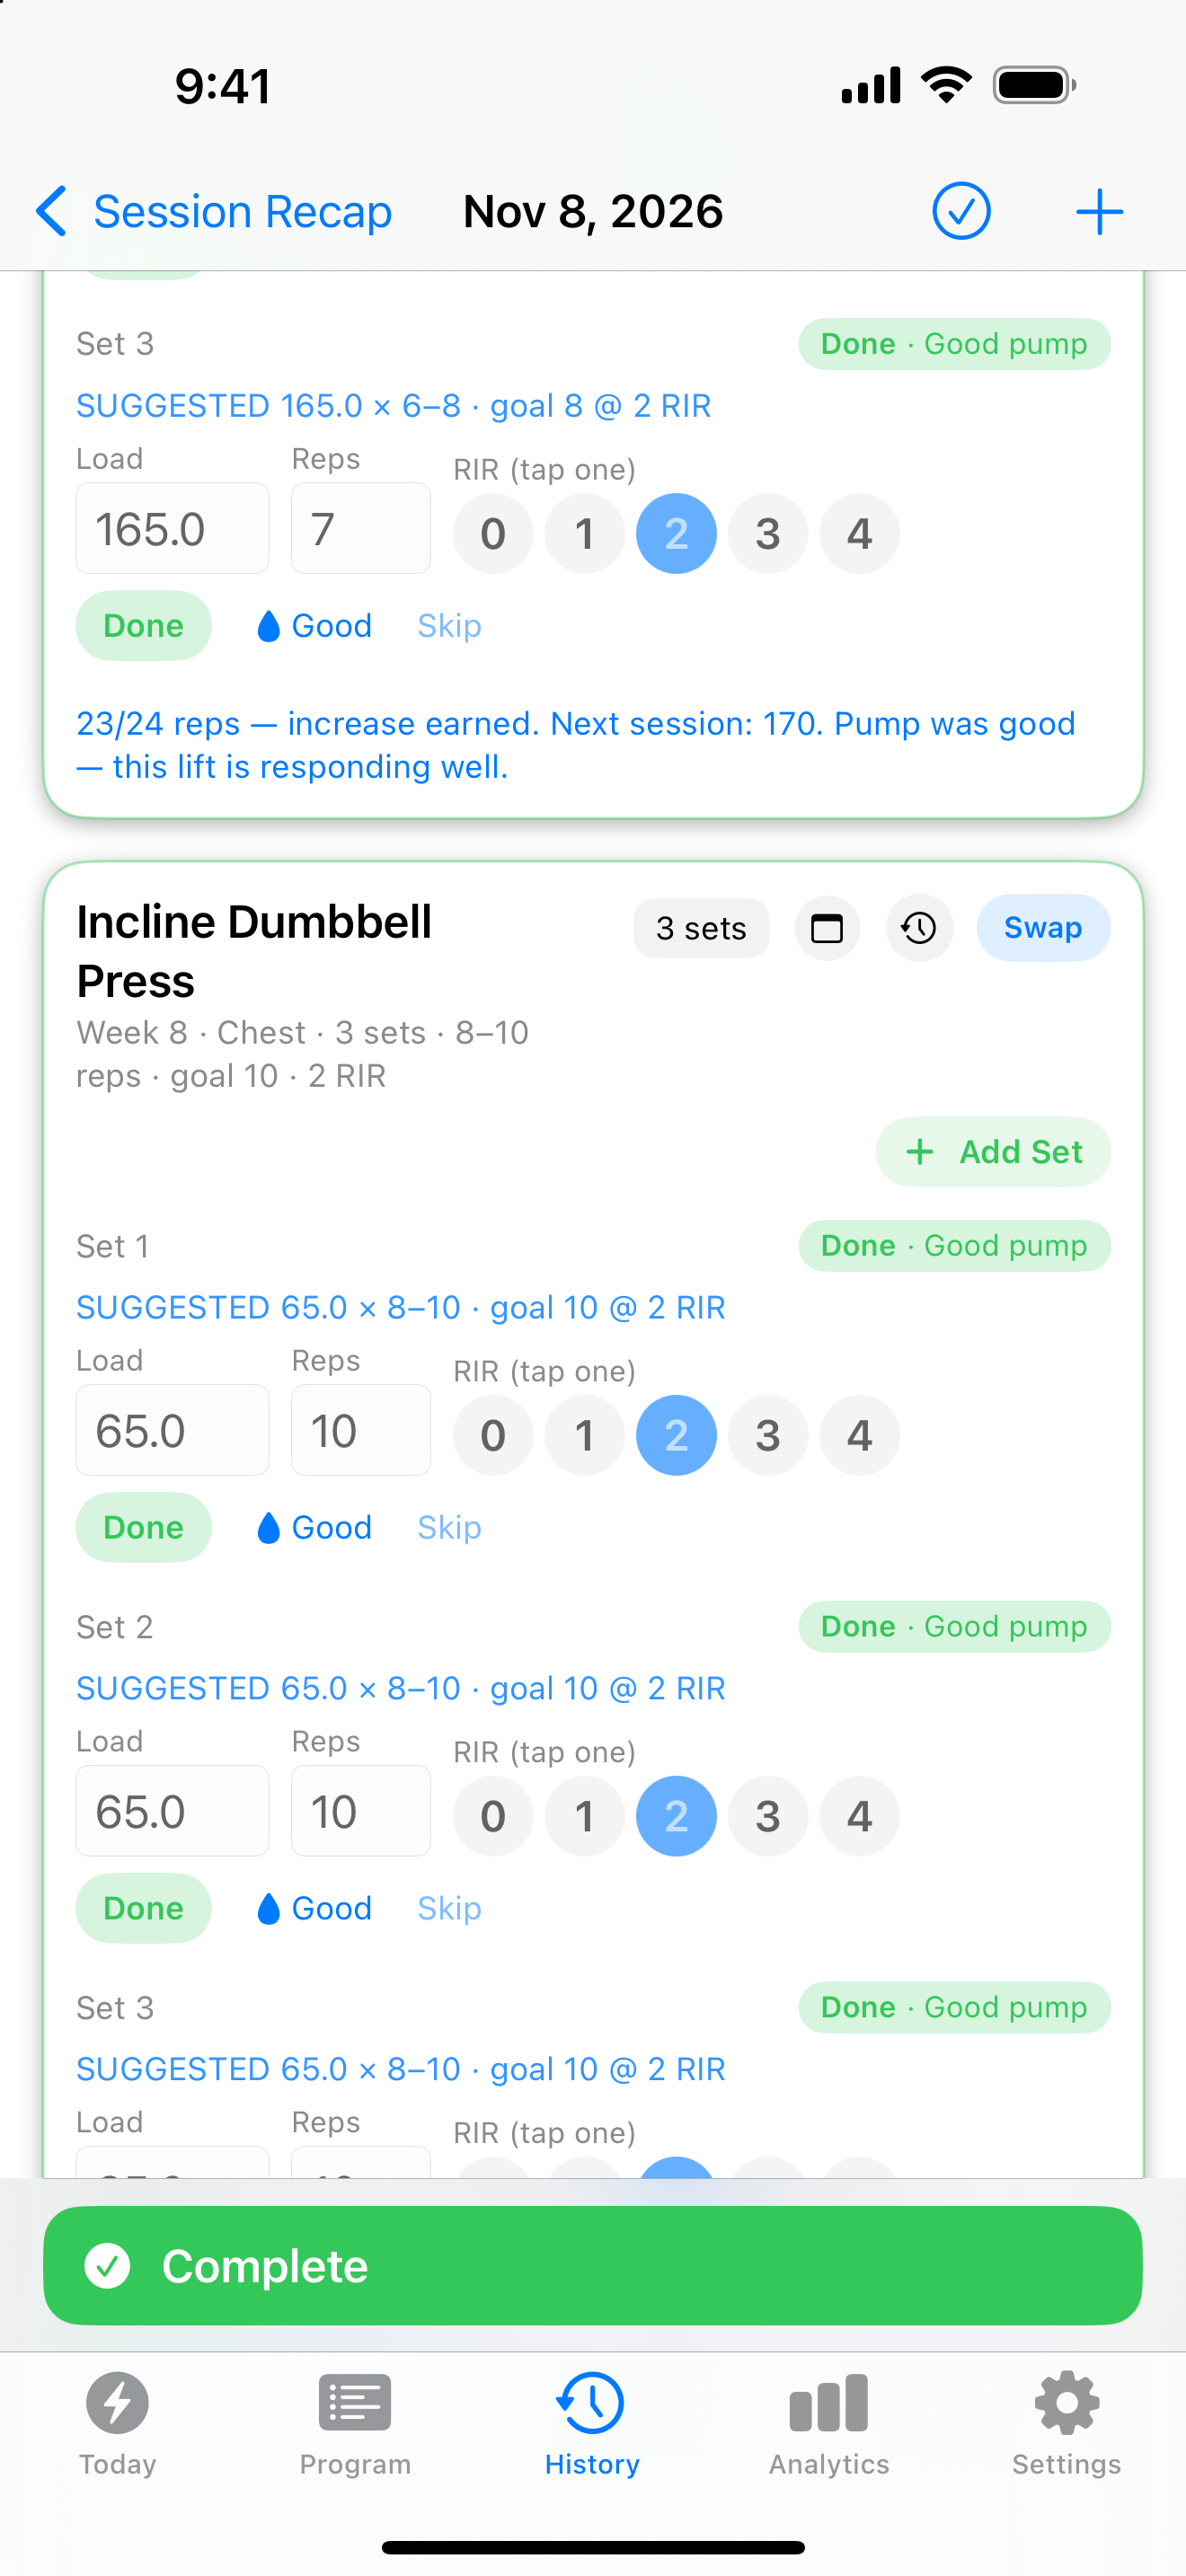 9:41
Session Recap
Nov 8, 2026
Set 3
Done · Good pump
SUGGESTED 165.0 × 6–8 · goal 8 @ 2 RIR
Load
Reps
RIR (tap one)
165.0
7
0
1
2
3
4
Done
Good
Skip
23/24 reps — increase earned. Next session: 170. Pump was good
— this lift is responding well.
Incline Dumbbell
Press
3 sets
Swap
Week 8 · Chest · 3 sets · 8–10
reps · goal 10 · 2 RIR
+ Add Set
Set 1
Done · Good pump
SUGGESTED 65.0 × 8–10 · goal 10 @ 2 RIR
Load
Reps
RIR (tap one)
65.0
10
0
1
2
3
4
Done
Good
Skip
Set 2
Done · Good pump
SUGGESTED 65.0 × 8–10 · goal 10 @ 2 RIR
Load
Reps
RIR (tap one)
65.0
10
0
1
2
3
4
Done
Good
Skip
Set 3
Done · Good pump
SUGGESTED 65.0 × 8–10 · goal 10 @ 2 RIR
Load
Reps
RIR (tap one)
Complete
Today
Program
History
Analytics
Settings